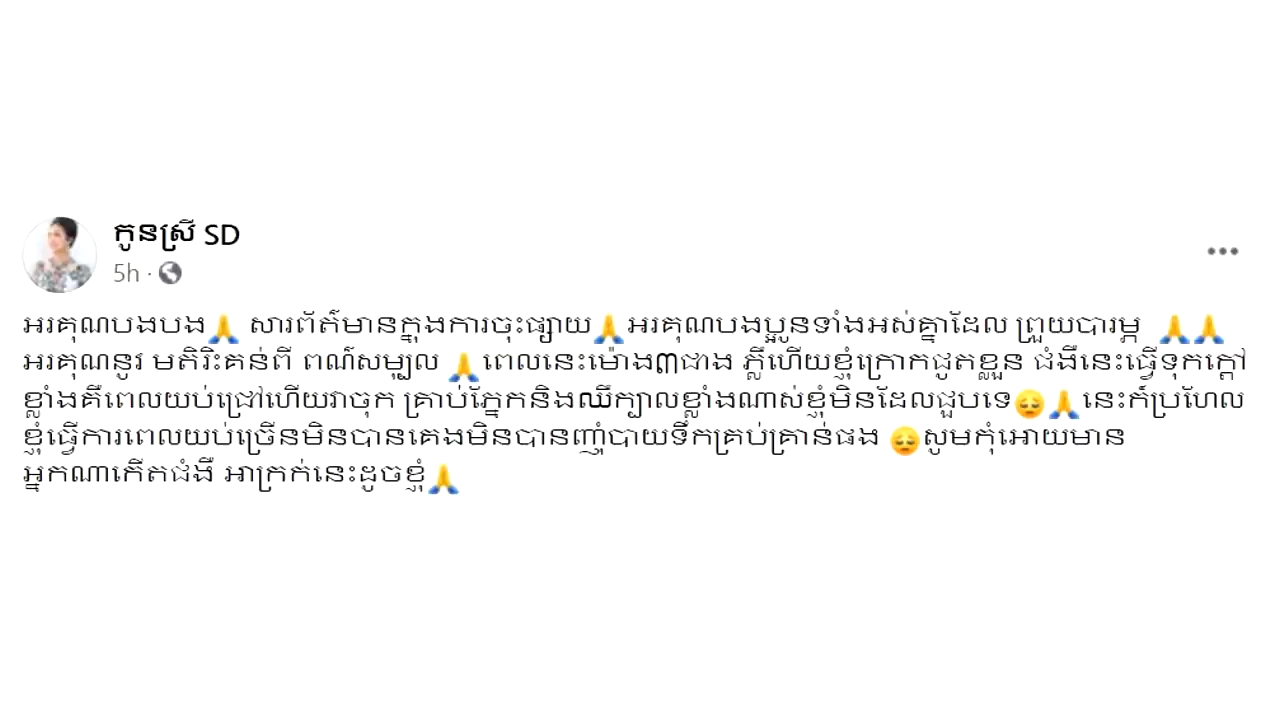 កូនស្រី SD
5h ·
អរគុណបងបង🙏 សារព័ត៌មានក្នុងការចុះផ្សាយ🙏អរគុណបងប្អូនទាំងអស់គ្នាដែល ព្រួយបារម្ភ 🙏🙏
អរគុណនូវ មតិរិះគន់ពី ពណ៌សម្បុល 🙏ពេលនេះម៉ោង៣ជាង ភ្លឺហើយខ្ញុំក្រោកជូតខ្លួន ជំងឺនេះធ្វើទុកក្ដៅ
ខ្លាំងគឺពេលយប់ជ្រៅហើយវាចុក គ្រាប់ភ្នែកនិងឈឺក្បាលខ្លាំងណាស់ខ្ញុំមិនដែលជួបទេ😔🙏នេះក៏ប្រហែល
ខ្ញុំធ្វើការពេលយប់ច្រើនមិនបានគេងមិនបានញ៉ាំបាយទឹកគ្រប់គ្រាន់ផង 😔សូមកុំអោយមាន
អ្នកណាកើតជំងឺ អាក្រក់នេះដូចខ្ញុំ🙏